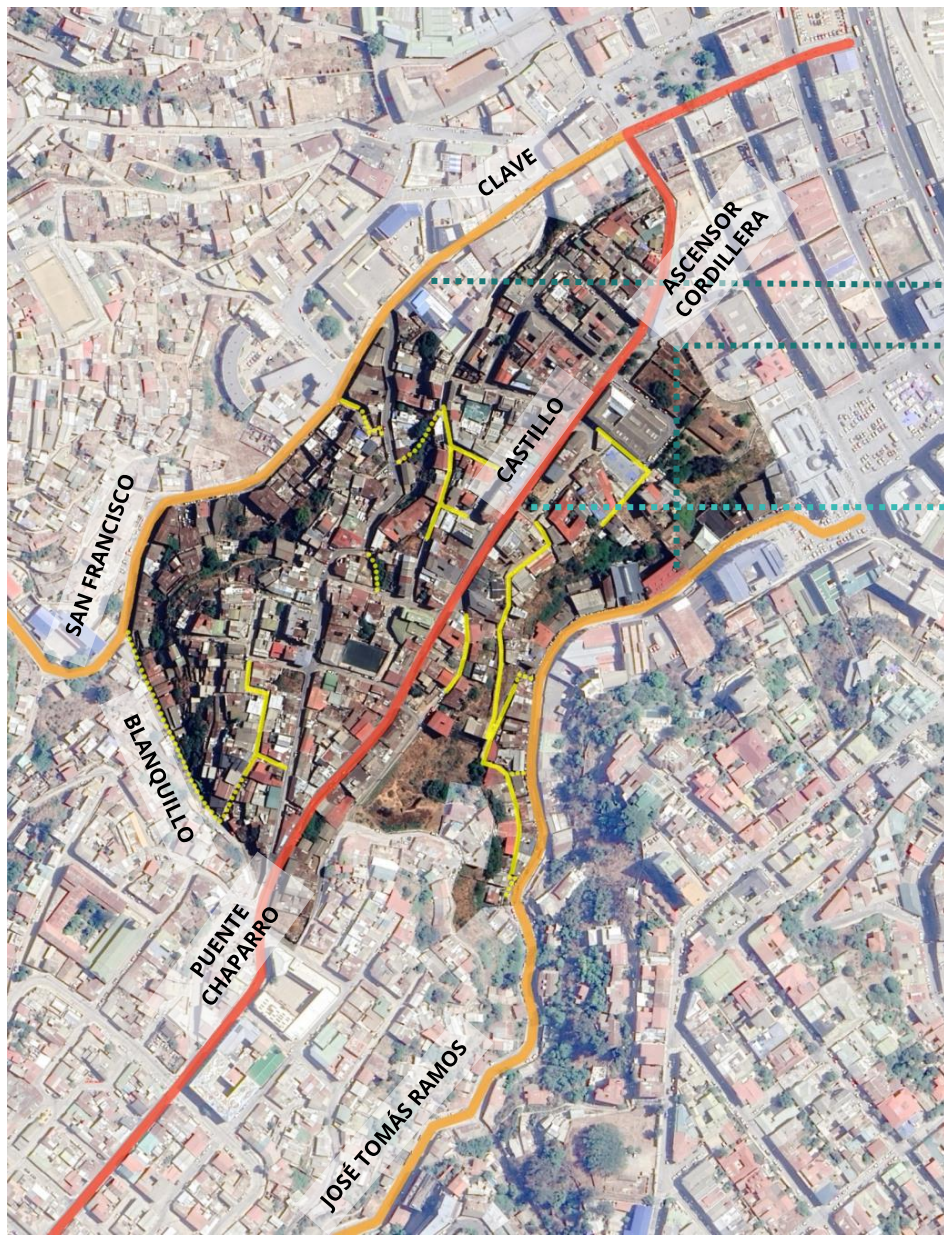 CLAVE
ASCENSOR
CORDILLERA
CASTILLO
SAN FRANCISCO
BLANQUILLO
PUENTE
CHAPARRO
JOSÉ TOMÁS RAMOS